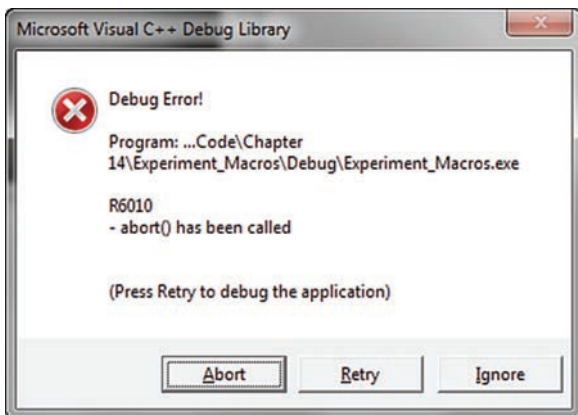 Microsoft Visual C++ Debug Library
Debug Error!
Program: ...Code\Chapter
14\Experiment_Macros\Debug\Experiment_Macros.exe
R6010
- abort() has been called
(Press Retry to debug the application)
Abort Retry Ignore